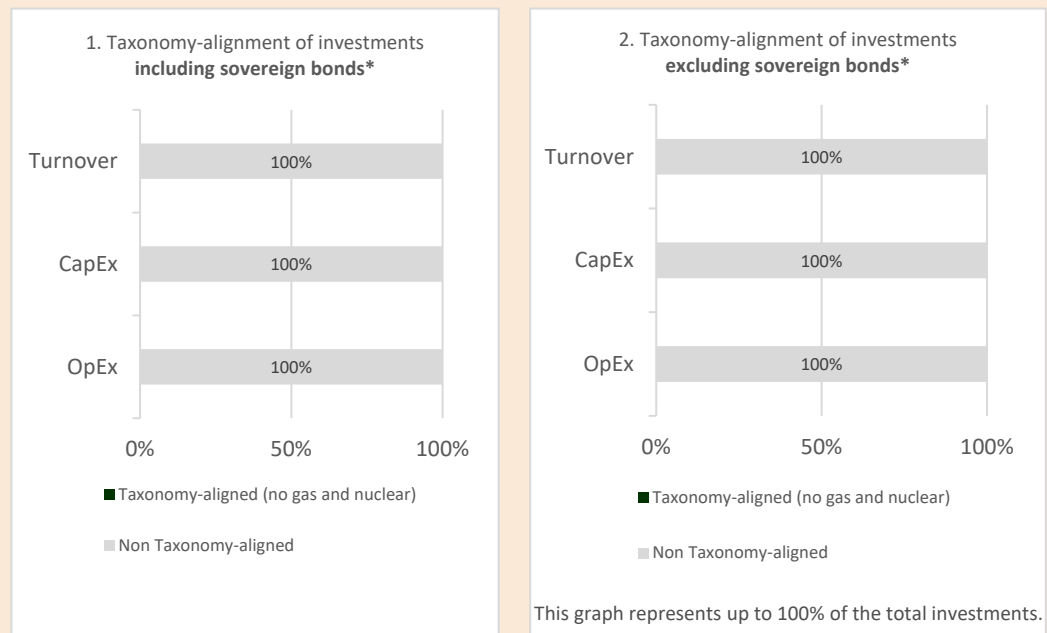 1. Taxonomy-alignment of investments
including sovereign bonds*
Turnover
100%
CapEx
100%
OpEx
100%
0% 50% 100%
Taxonomy-aligned (no gas and nuclear)
Non Taxonomy-aligned
2. Taxonomy-alignment of investments
excluding sovereign bonds*
Turnover
100%
CapEx
100%
OpEx
100%
0% 50% 100%
Taxonomy-aligned (no gas and nuclear)
Non Taxonomy-aligned
This graph represents up to 100% of the total investments.